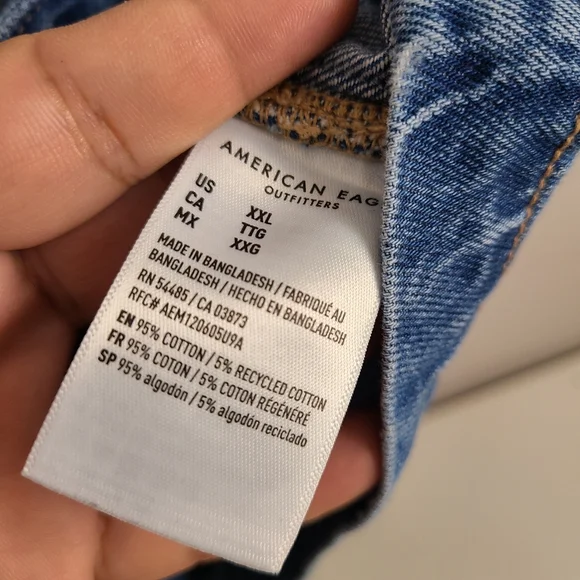 AMERICAN EAG
OUTFITTERS
US XXL
CA TTG
MX XXG
MADE IN BANGLADESH / FABRIQUÉ AU
BANGLADESH / HECHO EN BANGLADESH
RN 54485 / CA 03873
RFC# AEM120605U9A
EN 95% COTTON / 5% RECYCLED COTTON
FR 95% COTON / 5% COTON RÉGÉNÉRÉ
SP 95% algodón / 5% algodón reciclado